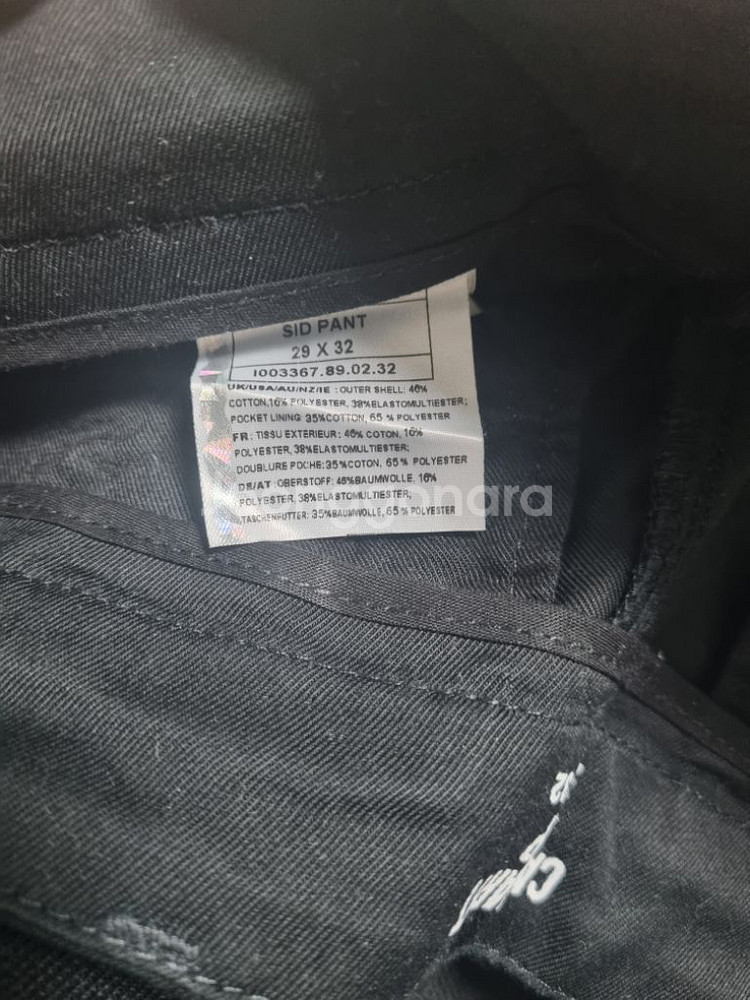 SID PANT
29 X 32
I003367.89.02.32
UK/USA/AU/NZ/IE : OUTER SHELL: 46%
COTTON, 16% POLYESTER, 38%ELASTOMULTIESTER;
POCKET LINING 35%COTTON, 65 % POLYESTER
FR : TISSU EXTERIEUR : 46% COTON, 16%
POLYESTER, 38%ELASTOMULTIESTER;
DOUBLURE POCHE:35%COTON, 65% POLYESTER
DE/AT :OBERSTOFF: 46%BAUMWOLLE, 16%
POLYESTER, 38%ELASTOMULTIESTER;
TASCHENFUTTER: 35%BAUMWOLLE, 65 % POLYESTER